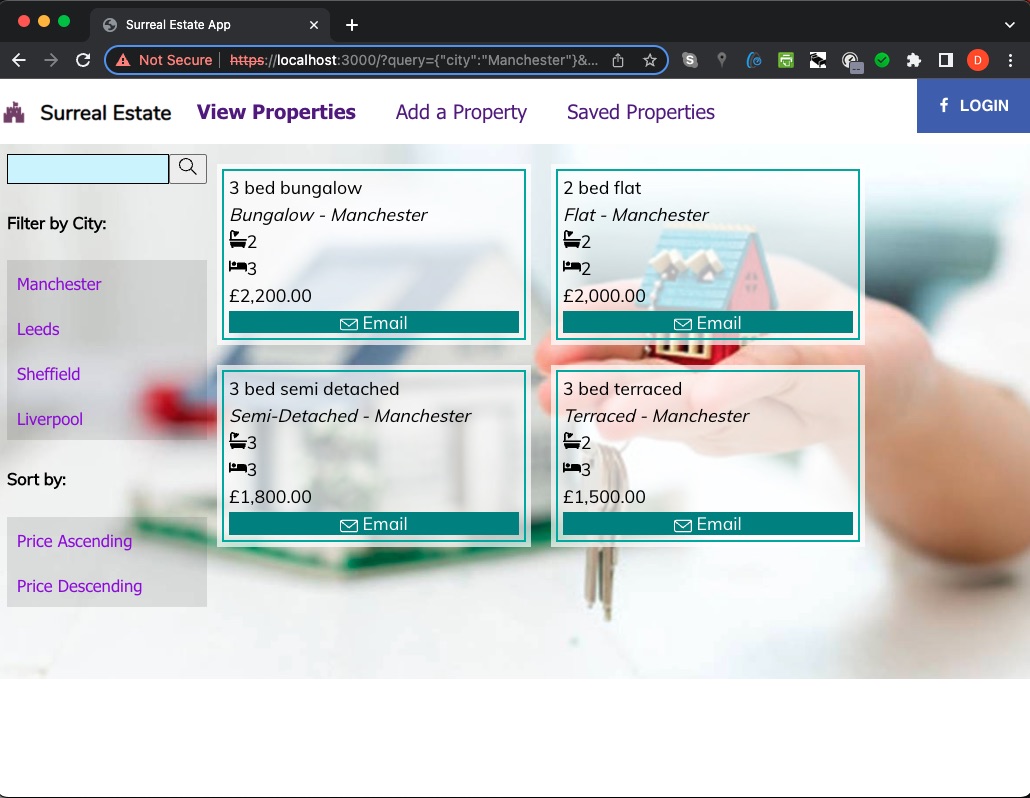 Surreal Estate App
Not Secure https://localhost:3000/?query={"city":"Manchester"}&...
D
Surreal Estate View Properties Add a Property Saved Properties f LOGIN
Filter by City:
Manchester
Leeds
Sheffield
Liverpool
Sort by:
Price Ascending
Price Descending
3 bed bungalow
Bungalow - Manchester
2
3
£2,200.00
Email
2 bed flat
Flat - Manchester
2
2
£2,000.00
Email
3 bed semi detached
Semi-Detached - Manchester
3
3
£1,800.00
Email
3 bed terraced
Terraced - Manchester
2
3
£1,500.00
Email